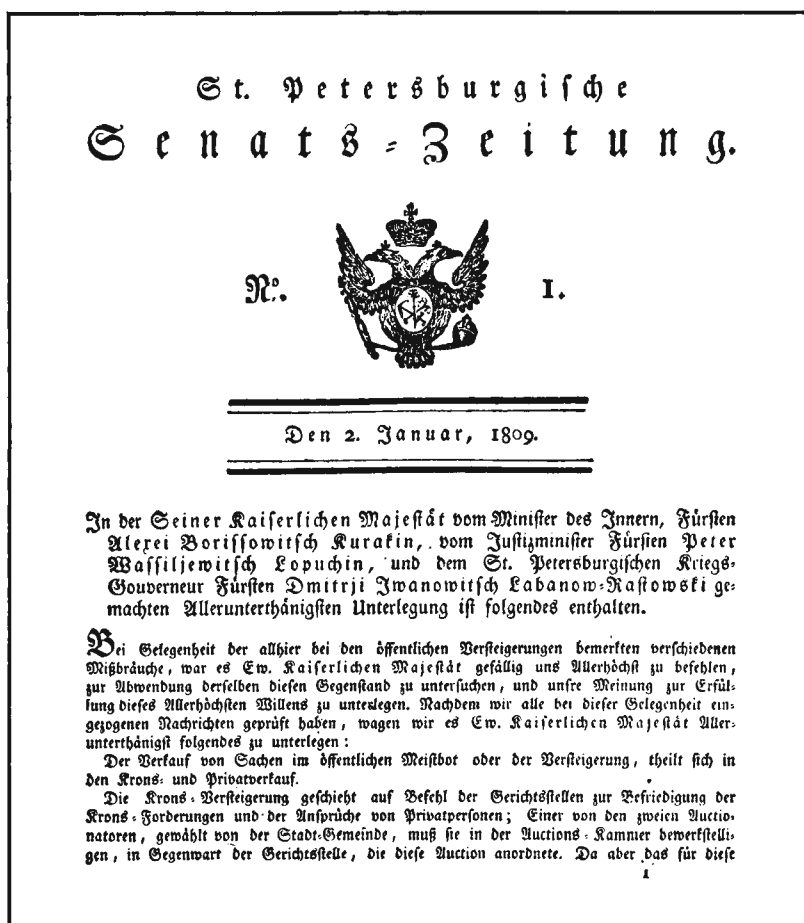 St. Petersburgische
Senats-Zeitung.
No. 1.
Den 2. Januar, 1809.
In der Seiner Kaiserlichen Majestät vom Minister des Innern, Fürsten
Alexei Borissowitsch Kurakin, vom Justizminister Fürsten Peter
Wassiljewitsch Lopuchin, und dem St. Petersburgischen Kriegs-
Gouverneur Fürsten Dmitrji Iwanowitsch Labanow-Rastowski ge-
machten Allerunterthänigsten Unterlegung ist folgendes enthalten.
Bei Gelegenheit der allhier bei den öffentlichen Versteigerungen bemerkten verschiedenen
Mißbräuche, war es Ew. Kaiserlichen Majestät gefällig uns Allerhöchst zu befehlen,
zur Abwendung derselben diesen Gegenstand zu untersuchen, und unsre Meinung zur Erfül-
lung dieses Allerhöchsten Willens zu unterlegen. Nachdem wir alle bei dieser Gelegenheit ein-
gezogenen Nachrichten geprüft haben, wagen wir es Ew. Kaiserlichen Majestät Aller-
unterthänigst folgendes zu unterlegen:
Der Verkauf von Sachen im öffentlichen Meistbot oder der Versteigerung, theilt sich in
den Krons- und Privatverkauf.
Die Krons-Versteigerung geschieht auf Befehl der Gerichtsstellen zur Befriedigung der
Krons-Forderungen und der Ansprüche von Privatpersonen; Einer von den zweien Auctio-
natoren, gewählt von der Stadt-Gemeinde, muß sie in der Auctions-Kammer bewerkstelli-
gen, in Gegenwart der Gerichtsstelle, die diese Auction anordnete. Da aber das für diese
1